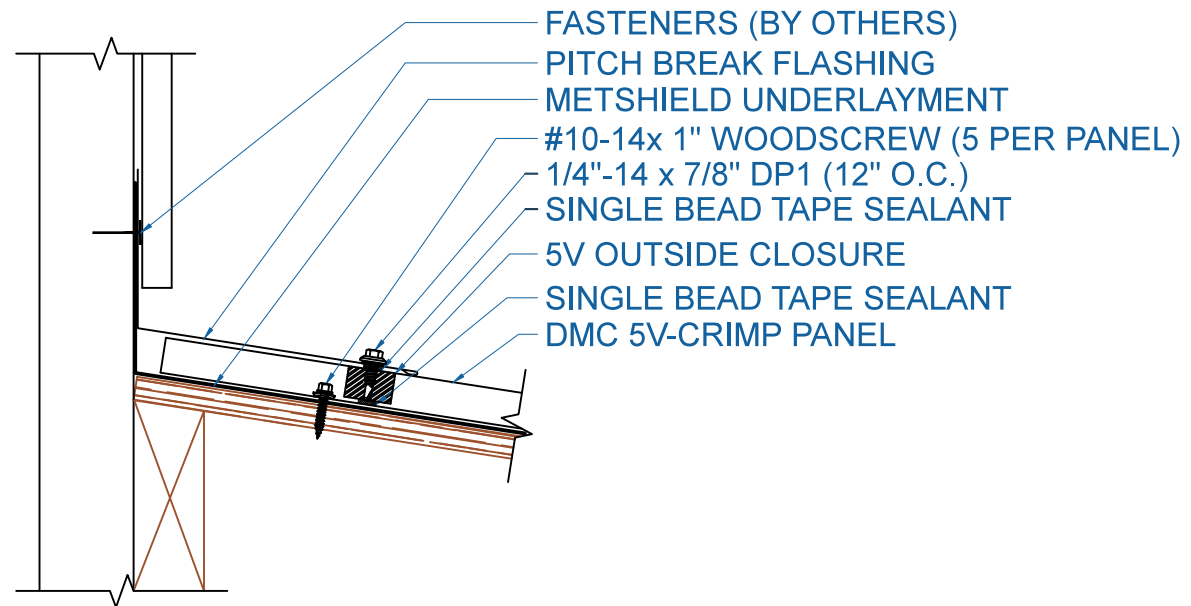 FASTENERS (BY OTHERS)
PITCH BREAK FLASHING
METSHIELD UNDERLAYMENT
#10-14x 1" WOODSCREW (5 PER PANEL)
1/4"-14 x 7/8" DP1 (12" O.C.)
SINGLE BEAD TAPE SEALANT
5V OUTSIDE CLOSURE
SINGLE BEAD TAPE SEALANT
DMC 5V-CRIMP PANEL